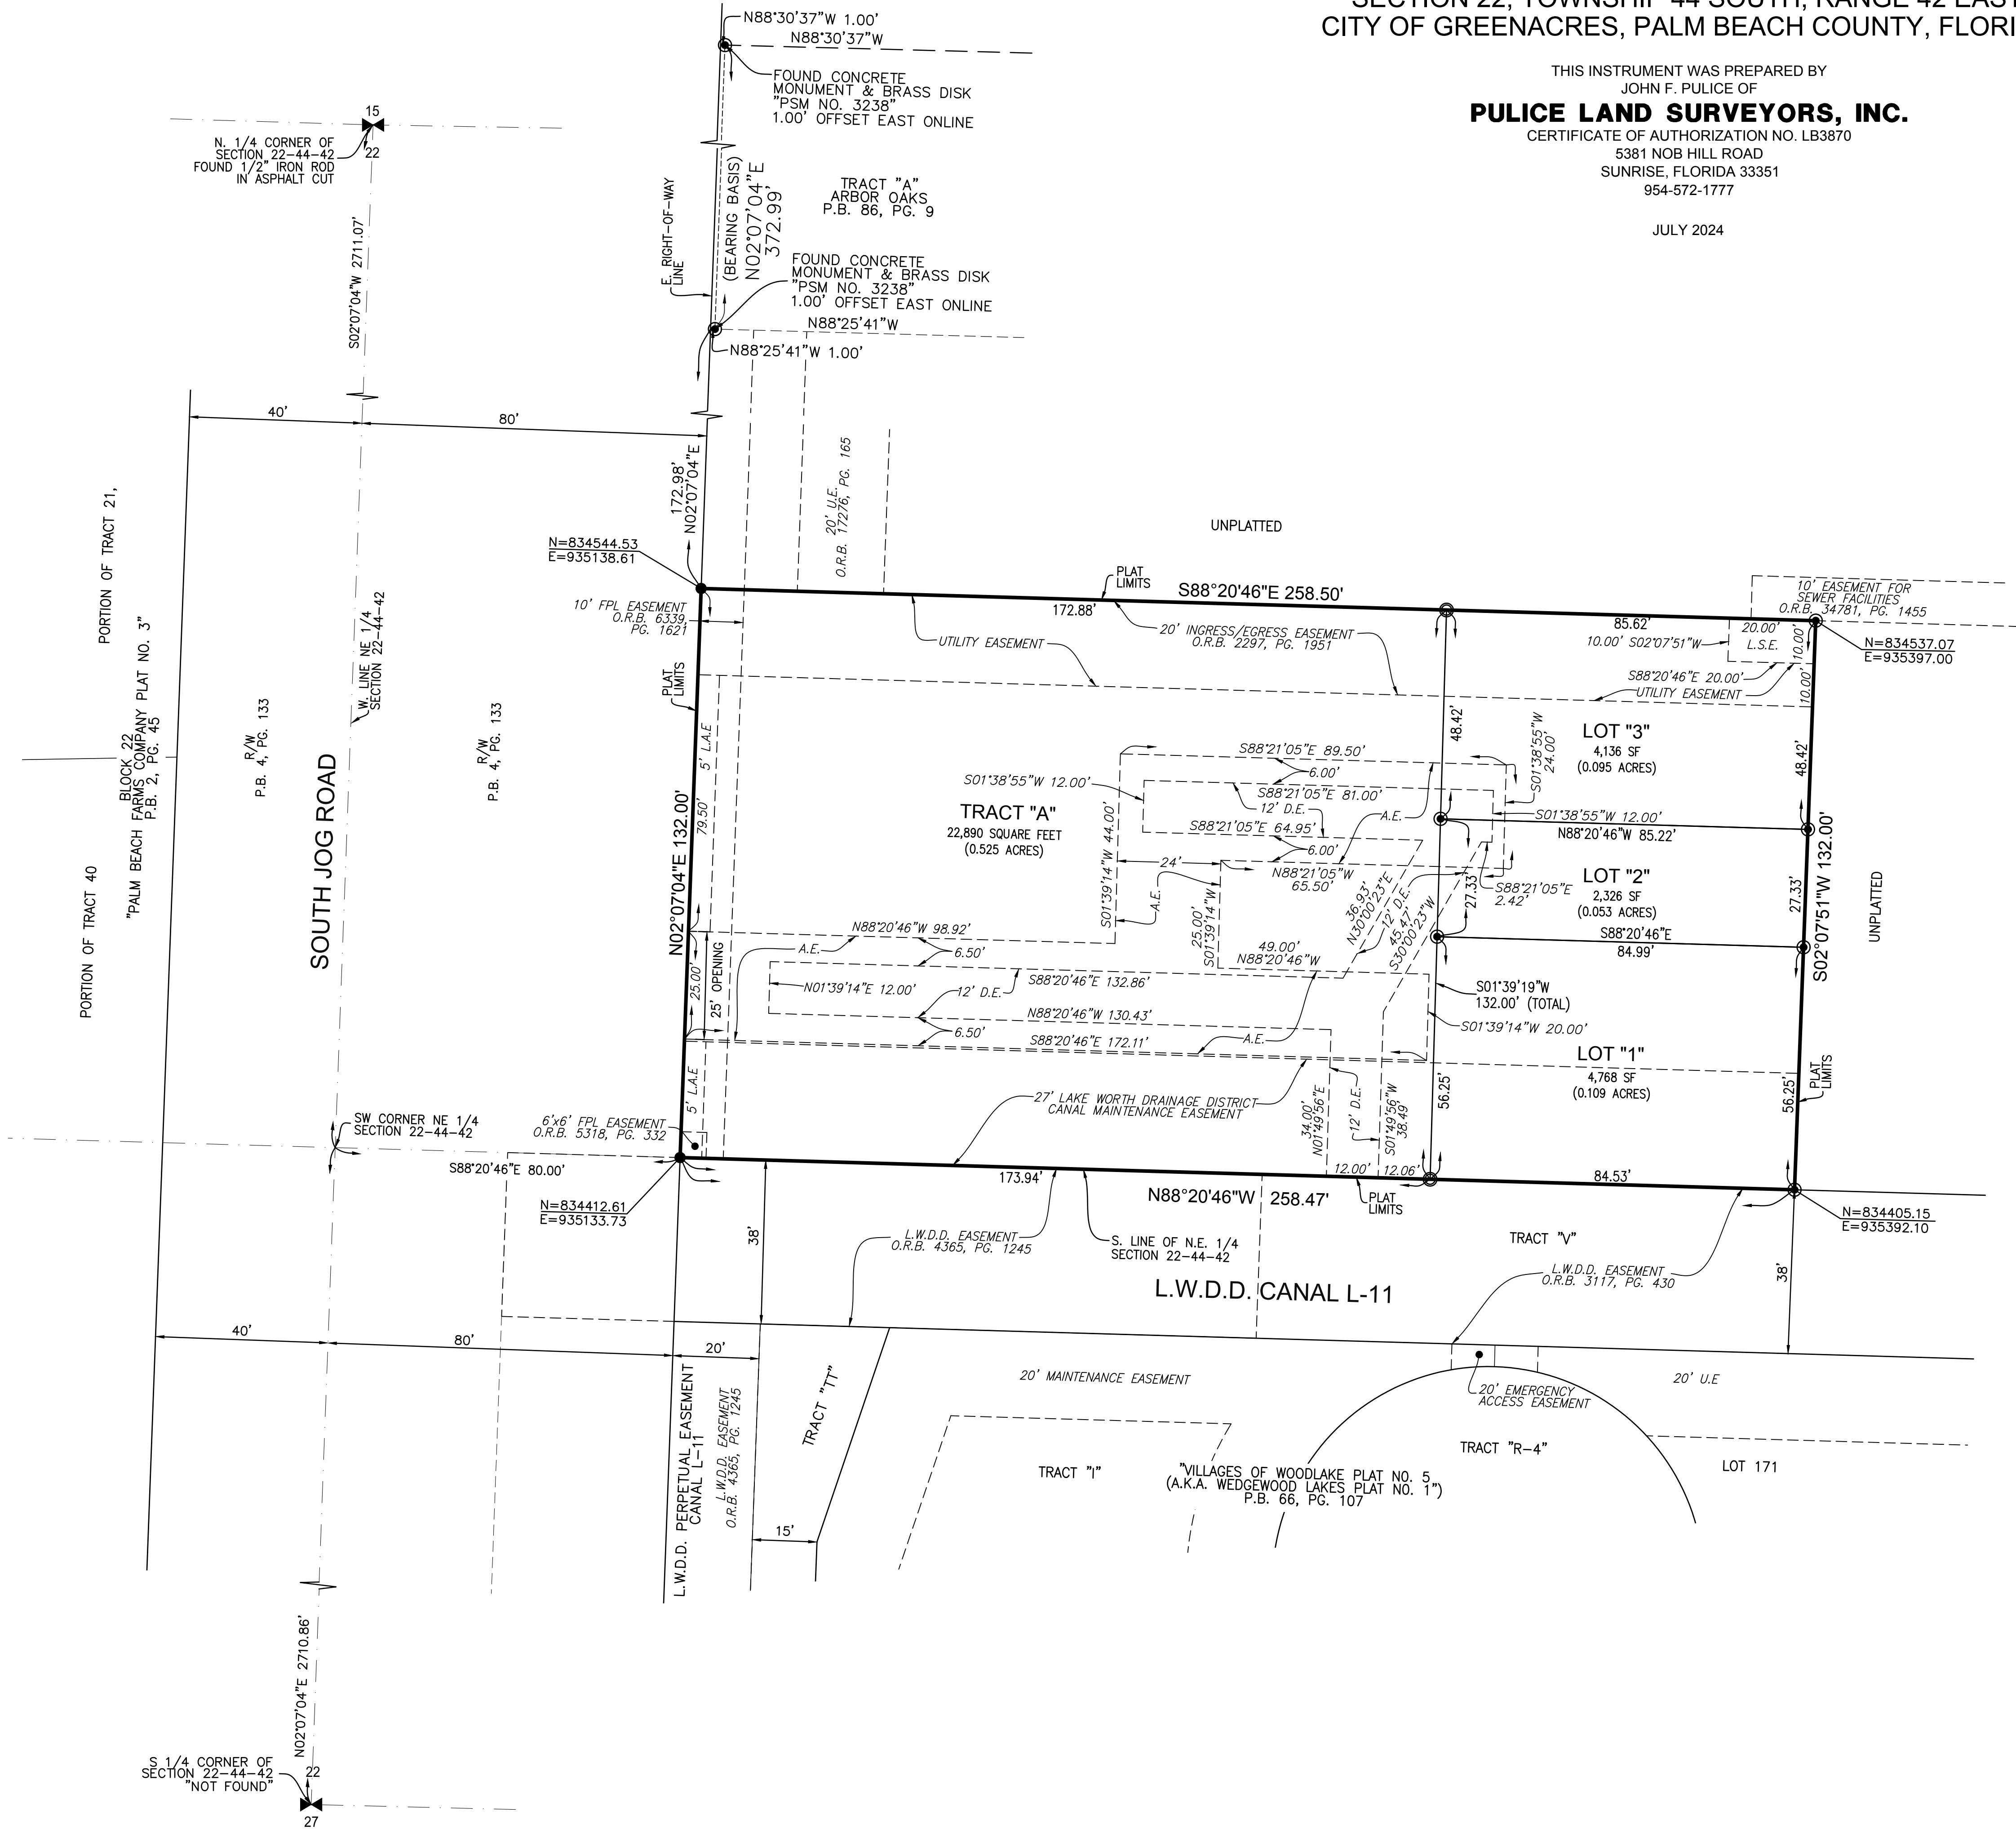 SECTION 22, TOWNSHIP 44 SOUTH, RANGE 42 EAST
CITY OF GREENACRES, PALM BEACH COUNTY, FLORI
THIS INSTRUMENT WAS PREPARED BY
JOHN F. PULICE OF
PULICE LAND SURVEYORS, INC.
CERTIFICATE OF AUTHORIZATION NO. LB3870
5381 NOB HILL ROAD
SUNRISE, FLORIDA 33351
954-572-1777
JULY 2024
N88°30'37"W 1.00'
N88°30'37"W
FOUND CONCRETE
MONUMENT & BRASS DISK
"PSM NO. 3238"
1.00' OFFSET EAST ONLINE
15
22
N. 1/4 CORNER OF
SECTION 22-44-42
FOUND 1/2" IRON ROD
IN ASPHALT CUT
S02°07'04"W 2711.07'
E. RIGHT-OF-WAY
LINE
(BEARING BASIS)
N02°07'04"E
372.99'
TRACT "A"
ARBOR OAKS
P.B. 86, PG. 9
FOUND CONCRETE
MONUMENT & BRASS DISK
"PSM NO. 3238"
1.00' OFFSET EAST ONLINE
N88°25'41"W
N88°25'41"W 1.00'
40'
80'
172.98'
N02°07'04"E
20' U.E.
O.R.B. 17276, PG. 165
UNPLATTED
PORTION OF TRACT 21,
PORTION OF TRACT 40
BLOCK 22
"PALM BEACH FARMS COMPANY PLAT NO. 3"
P.B. 2, PG. 45
R/W
P.B. 4, PG. 133
SOUTH JOG ROAD
W. LINE NE 1/4
SECTION 22-44-42
R/W
P.B. 4, PG. 133
N=834544.53
E=935138.61
10' FPL EASEMENT
O.R.B. 6339,
PG. 1621
PLAT
LIMITS
PLAT
LIMITS
S88°20'46"E 258.50'
172.88'
85.62'
UTILITY EASEMENT
20' INGRESS/EGRESS EASEMENT
O.R.B. 2297, PG. 1951
10' EASEMENT FOR
SEWER FACILITIES
O.R.B. 34781, PG. 1455
10.00' S02°07'51"W
20.00'
L.S.E.
10.00'
N=834537.07
E=935397.00
S88°20'46"E 20.00'
UTILITY EASEMENT
10.00'
48.42'
S01°38'55"W
24.00'
LOT "3"
4,136 SF
(0.095 ACRES)
48.42'
5' L.A.E
79.50'
N02°07'04"E 132.00'
S88°21'05"E 89.50'
6.00'
S01°38'55"W 12.00'
S88°21'05"E 81.00'
12' D.E.
A.E.
S88°21'05"E 64.95'
6.00'
TRACT "A"
22,890 SQUARE FEET
(0.525 ACRES)
S01°39'14"W 44.00'
A.E.
24'
N88°21'05"W
65.50'
25.00'
S01°39'14"W
S01°38'55"W 12.00'
N88°20'46"W 85.22'
LOT "2"
2,326 SF
(0.053 ACRES)
S88°21'05"E
2.42'
27.33'
27.33'
S02°07'51"W 132.00'
UNPLATTED
36.93'
N30°00'23"E
12' D.E.
45.47'
S30°00'23"W
S88°20'46"E
84.99'
N88°20'46"W 98.92'
A.E.
6.50'
49.00'
N88°20'46"W
25.00'
25' OPENING
N01°39'14"E 12.00'
12' D.E.
S88°20'46"E 132.86'
N88°20'46"W 130.43'
6.50'
S88°20'46"E 172.11'
A.E.
S01°39'19"W
132.00' (TOTAL)
S01°39'14"W 20.00'
LOT "1"
4,768 SF
(0.109 ACRES)
56.25'
56.25'
PLAT
LIMITS
5' L.A.E
27' LAKE WORTH DRAINAGE DISTRICT
CANAL MAINTENANCE EASEMENT
34.00'
N01°49'56"E
12' D.E.
S01°49'56"W
38.49'
SW CORNER NE 1/4
SECTION 22-44-42
6'x6' FPL EASEMENT
O.R.B. 5318, PG. 332
S88°20'46"E 80.00'
N=834412.61
E=935133.73
173.94'
12.00'
12.06'
84.53'
N88°20'46"W 258.47'
PLAT
LIMITS
N=834405.15
E=935392.10
38'
L.W.D.D. EASEMENT
O.R.B. 4365, PG. 1245
S. LINE OF N.E. 1/4
SECTION 22-44-42
TRACT "V"
L.W.D.D. CANAL L-11
L.W.D.D. EASEMENT
O.R.B. 3117, PG. 430
38'
40'
80'
20'
L.W.D.D. PERPETUAL EASEMENT
CANAL L-11
L.W.D.D. EASEMENT
O.R.B. 4365, PG. 1245
TRACT "TT"
15'
20' MAINTENANCE EASEMENT
20' EMERGENCY
ACCESS EASEMENT
20' U.E
TRACT "I"
"VILLAGES OF WOODLAKE PLAT NO. 5
(A.K.A. WEDGEWOOD LAKES PLAT NO. 1")
P.B. 66, PG. 107
TRACT "R-4"
LOT 171
N02°07'04"E 2710.86'
S 1/4 CORNER OF
SECTION 22-44-42
"NOT FOUND"
22
27